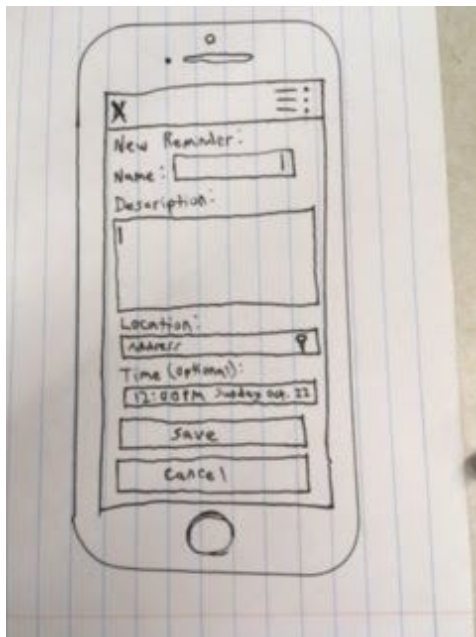 X
New Reminder:
Name:
Description:
Location:
Address
Time (optional):
12:00PM Sunday Oct. 22
Save
Cancel